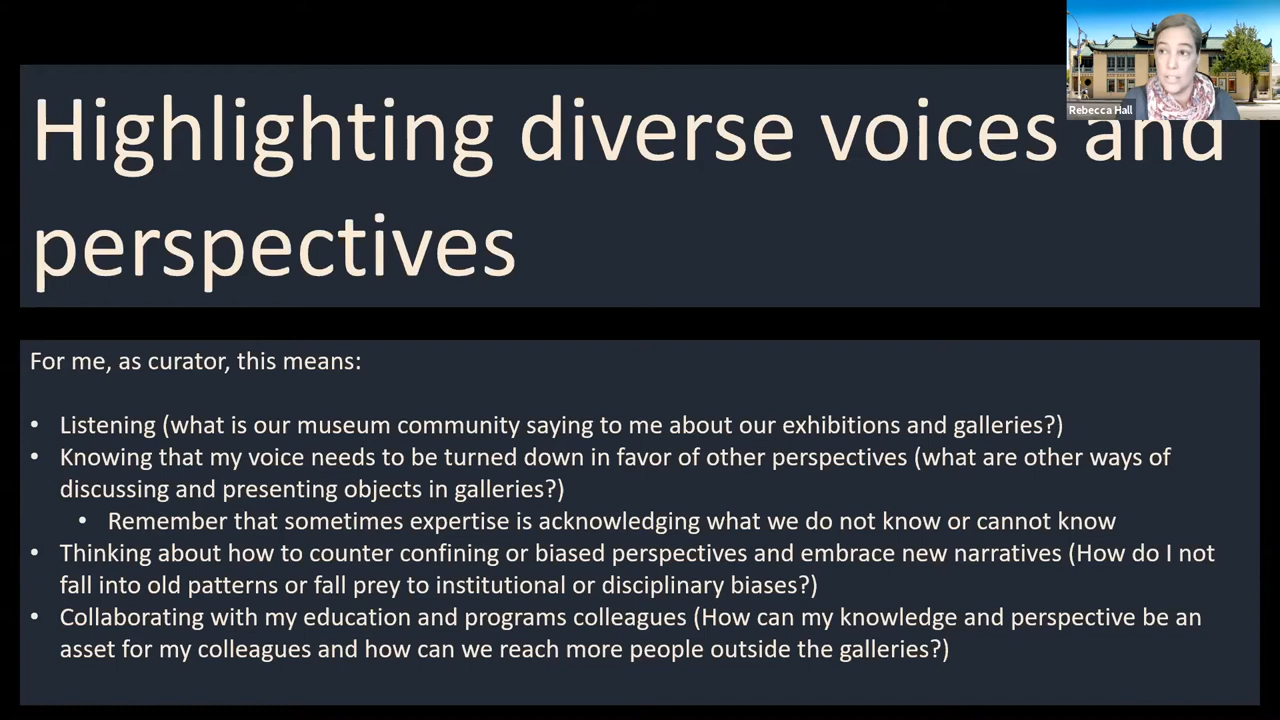 Rebecca Hall
Highlighting diverse voices and
perspectives
For me, as curator, this means:
• Listening (what is our museum community saying to me about our exhibitions and galleries?)
• Knowing that my voice needs to be turned down in favor of other perspectives (what are other ways of
discussing and presenting objects in galleries?)
• Remember that sometimes expertise is acknowledging what we do not know or cannot know
• Thinking about how to counter confining or biased perspectives and embrace new narratives (How do I not
fall into old patterns or fall prey to institutional or disciplinary biases?)
• Collaborating with my education and programs colleagues (How can my knowledge and perspective be an
asset for my colleagues and how can we reach more people outside the galleries?)